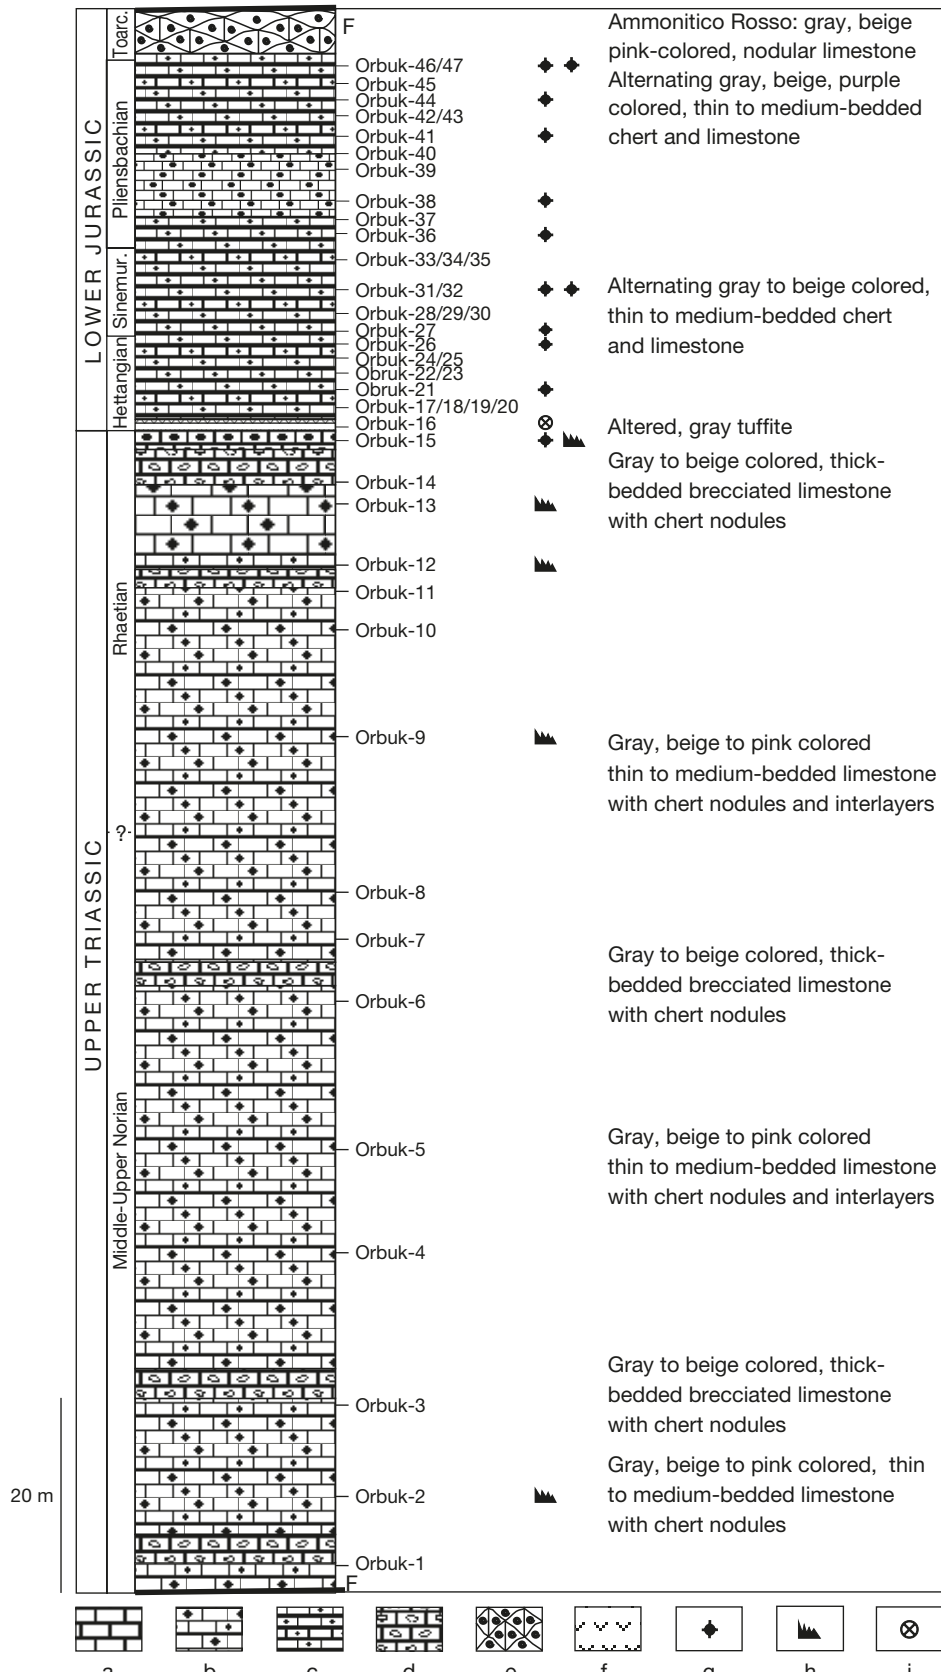 Toarc.
F
Ammonitico Rosso: gray, beige
pink-colored, nodular limestone
Orbuk-46/47
Alternating gray, beige, purple
colored, thin to medium-bedded
chert and limestone
Orbuk-45
Orbuk-44
Orbuk-42/43
Orbuk-41
Orbuk-40
Orbuk-39
Orbuk-38
Orbuk-37
Orbuk-36
Pliensbachian
LOWER JURASSIC
Orbuk-33/34/35
Orbuk-31/32
Alternating gray to beige colored,
thin to medium-bedded chert
and limestone
Orbuk-28/29/30
Orbuk-27
Sinemur.
Orbuk-26
Orbuk-24/25
Obruk-22/23
Obruk-21
Orbuk-17/18/19/20
Hettangian
Orbuk-16
Altered, gray tuffite
Orbuk-15
Gray to beige colored, thick-
bedded brecciated limestone
with chert nodules
Orbuk-14
Orbuk-13
Orbuk-12
Orbuk-11
Orbuk-10
Rhaetian
Orbuk-9
Gray, beige to pink colored
thin to medium-bedded limestone
with chert nodules and interlayers
?
UPPER TRIASSIC
Orbuk-8
Orbuk-7
Gray to beige colored, thick-
bedded brecciated limestone
with chert nodules
Orbuk-6
Orbuk-5
Gray, beige to pink colored
thin to medium-bedded limestone
with chert nodules and interlayers
Middle-Upper Norian
Orbuk-4
Gray to beige colored, thick-
bedded brecciated limestone
with chert nodules
Orbuk-3
Gray, beige to pink colored, thin
to medium-bedded limestone
with chert nodules
20 m
Orbuk-2
Orbuk-1
F
a b c d e f g h i